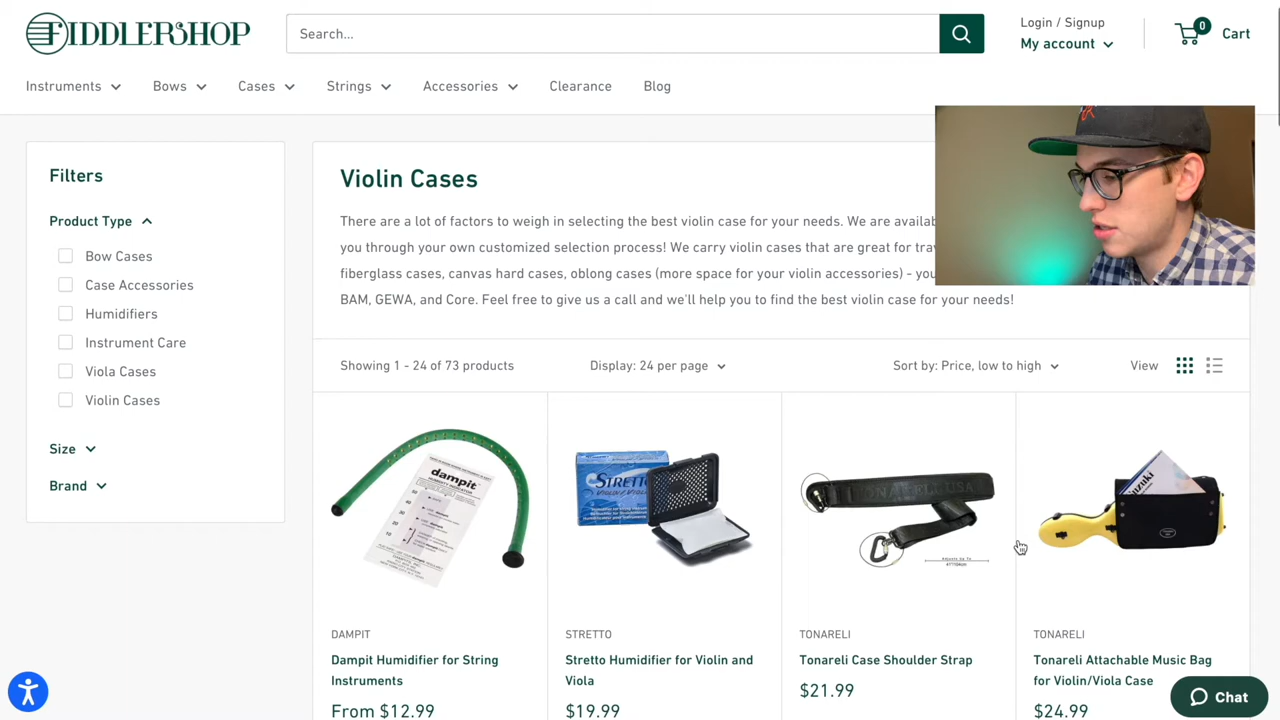 FIDDLERSHOP
Search...
Login / Signup
My account
0
Cart
Instruments
Bows
Cases
Strings
Accessories
Clearance
Blog
Filters
Product Type
Bow Cases
Case Accessories
Humidifiers
Instrument Care
Viola Cases
Violin Cases
Size
Brand
Violin Cases
There are a lot of factors to weigh in selecting the best violin case for your needs. We are
you through your own customized selection process! We carry violin cases that are great for
fiberglass cases, canvas hard cases, oblong cases (more space for your violin accessories) -
BAM, GEWA, and Core. Feel free to give us a call and we'll help you to find the best violin case for your needs!
Showing 1 - 24 of 73 products
Display: 24 per page
Sort by: Price, low to high
View
dampit
STRETTO
TONARELI USA
Suzuki
DAMPIT
Dampit Humidifier for String
Instruments
From $12.99
STRETTO
Stretto Humidifier for Violin and
Viola
$19.99
TONARELI
Tonareli Case Shoulder Strap
$21.99
TONARELI
Tonareli Attachable Music Bag
for Violin/Viola Case
$24.99
Chat